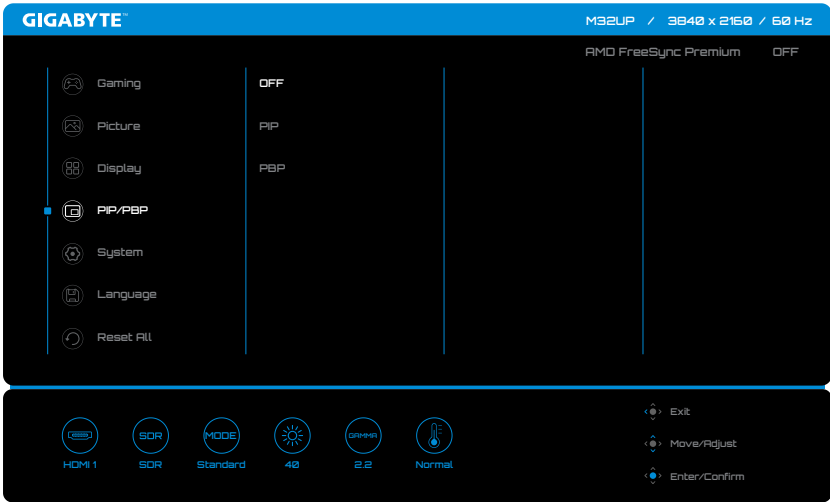 GIGABYTE™
M32UP / 3840 x 2160 / 60 Hz
AMD FreeSync Premium OFF
Gaming OFF
Picture PIP
Display PBP
PIP/PBP
System
Language
Reset All
SDR MODE GAMMA
HDMI 1 SDR Standard 40 2.2 Normal
Exit
Move/Adjust
Enter/Confirm